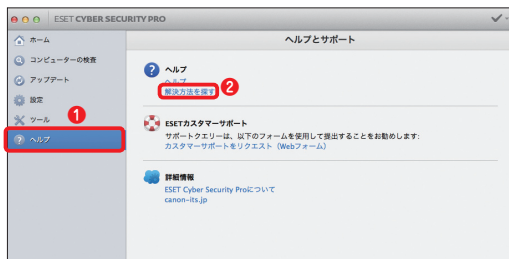 ESET CYBER SECURITY PRO
ホーム
コンピューターの検査
アップデート
設定
ツール
ヘルプ
1
ヘルプとサポート
ヘルプ
ヘルプ
解決方法を探す
2
ESETカスタマーサポート
サポートクエリーは、以下のフォームを使用して提出することをお勧めします:
カスタマーサポートをリクエスト（Webフォーム）
詳細情報
ESET Cyber Security Proについて
canon-its.jp